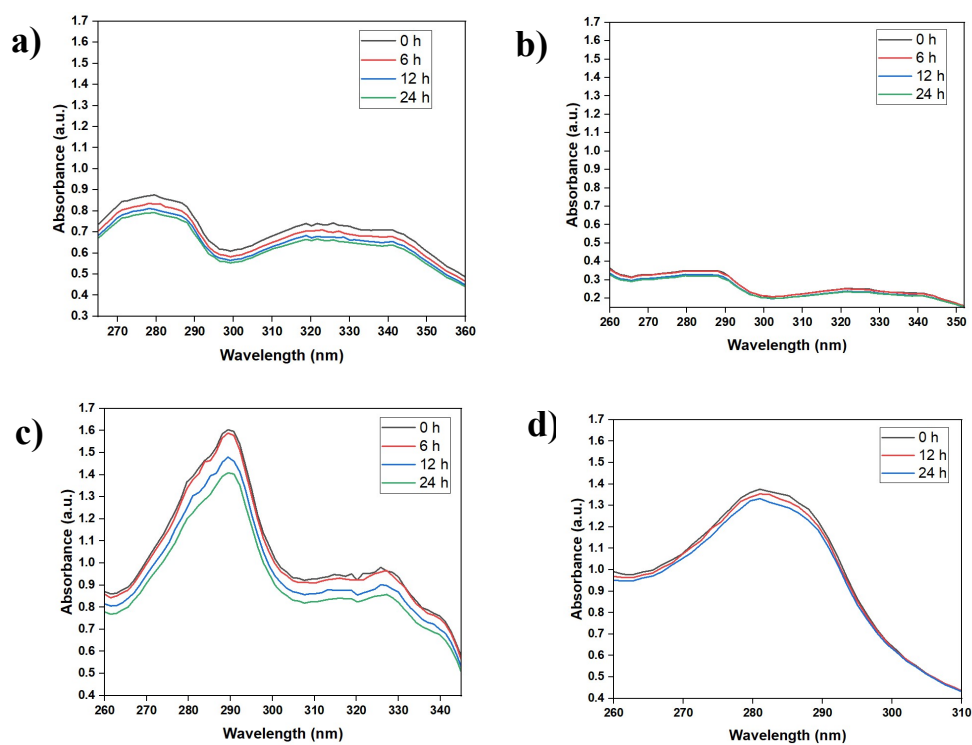 a)
0 h
6 h
12 h
24 h
1.7
1.6
1.5
1.4
1.3
1.2
1.1
1.0
0.9
0.8
0.7
0.6
0.5
0.4
0.3
Absorbance (a.u.)
270 280 290 300 310 320 330 340 350 360
Wavelength (nm)
b)
0 h
6 h
12 h
24 h
1.7
1.6
1.5
1.4
1.3
1.2
1.1
1.0
0.9
0.8
0.7
0.6
0.5
0.4
0.3
0.2
Absorbance (a.u.)
260 270 280 290 300 310 320 330 340 350
Wavelength (nm)
c)
0 h
6 h
12 h
24 h
1.7
1.6
1.5
1.4
1.3
1.2
1.1
1.0
0.9
0.8
0.7
0.6
0.5
0.4
Absorbance (a.u.)
260 270 280 290 300 310 320 330 340
Wavelength (nm)
d)
0 h
12 h
24 h
1.7
1.6
1.5
1.4
1.3
1.2
1.1
1.0
0.9
0.8
0.7
0.6
0.5
0.4
Absorbance (a.u.)
260 270 280 290 300 310
Wavelength (nm)